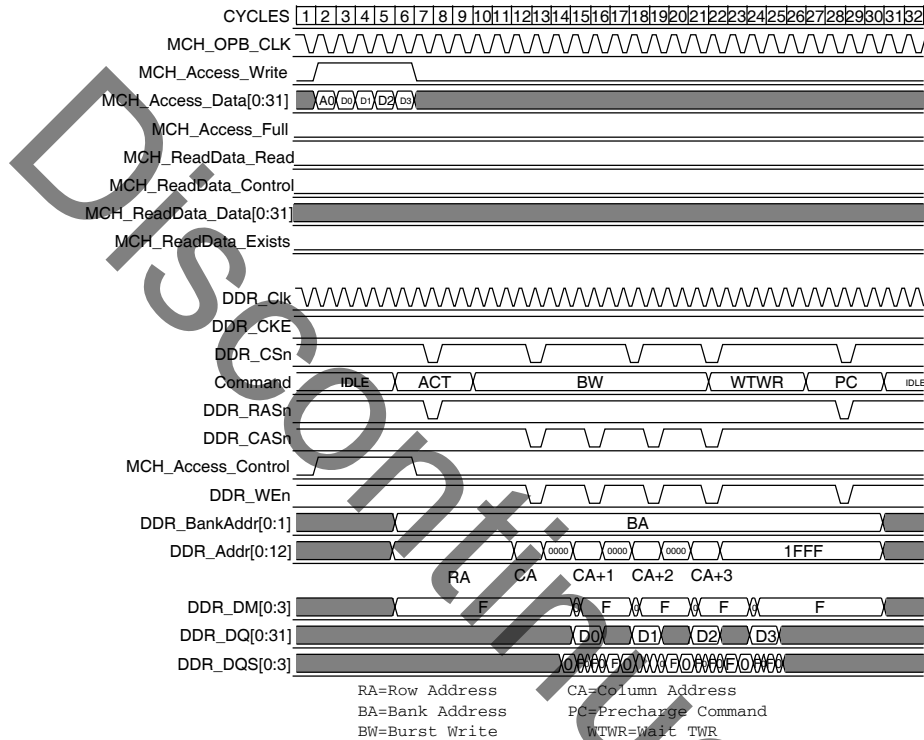 CYCLES 1 2 3 4 5 6 7 8 9 10 11 12 13 14 15 16 17 18 19 20 21 22 23 24 25 26 27 28 29 30 31 32
MCH_OPB_CLK
MCH_Access_Write
MCH_Access_Data[0:31] A0 D0 D1 D2 D3
MCH_Access_Full
MCH_ReadData_Read
MCH_ReadData_Control
MCH_ReadData_Data[0:31]
MCH_ReadData_Exists
DDR_Clk
DDR_CKE
DDR_CSn
Command IDLE ACT BW WTWR PC IDLE
DDR_RASn
DDR_CASn
MCH_Access_Control
DDR_WEn
DDR_BankAddr[0:1] BA
DDR_Addr[0:12] 0000 0000 0000 1FFF
RA CA CA+1 CA+2 CA+3
DDR_DM[0:3] F 0 F 0 F 0 F 0 F
DDR_DQ[0:31] D0 D1 D2 D3
DDR_DQS[0:3]
RA=Row Address CA=Column Address
BA=Bank Address PC=Precharge Command
BW=Burst Write WTWR=Wait TWR
Discontinu